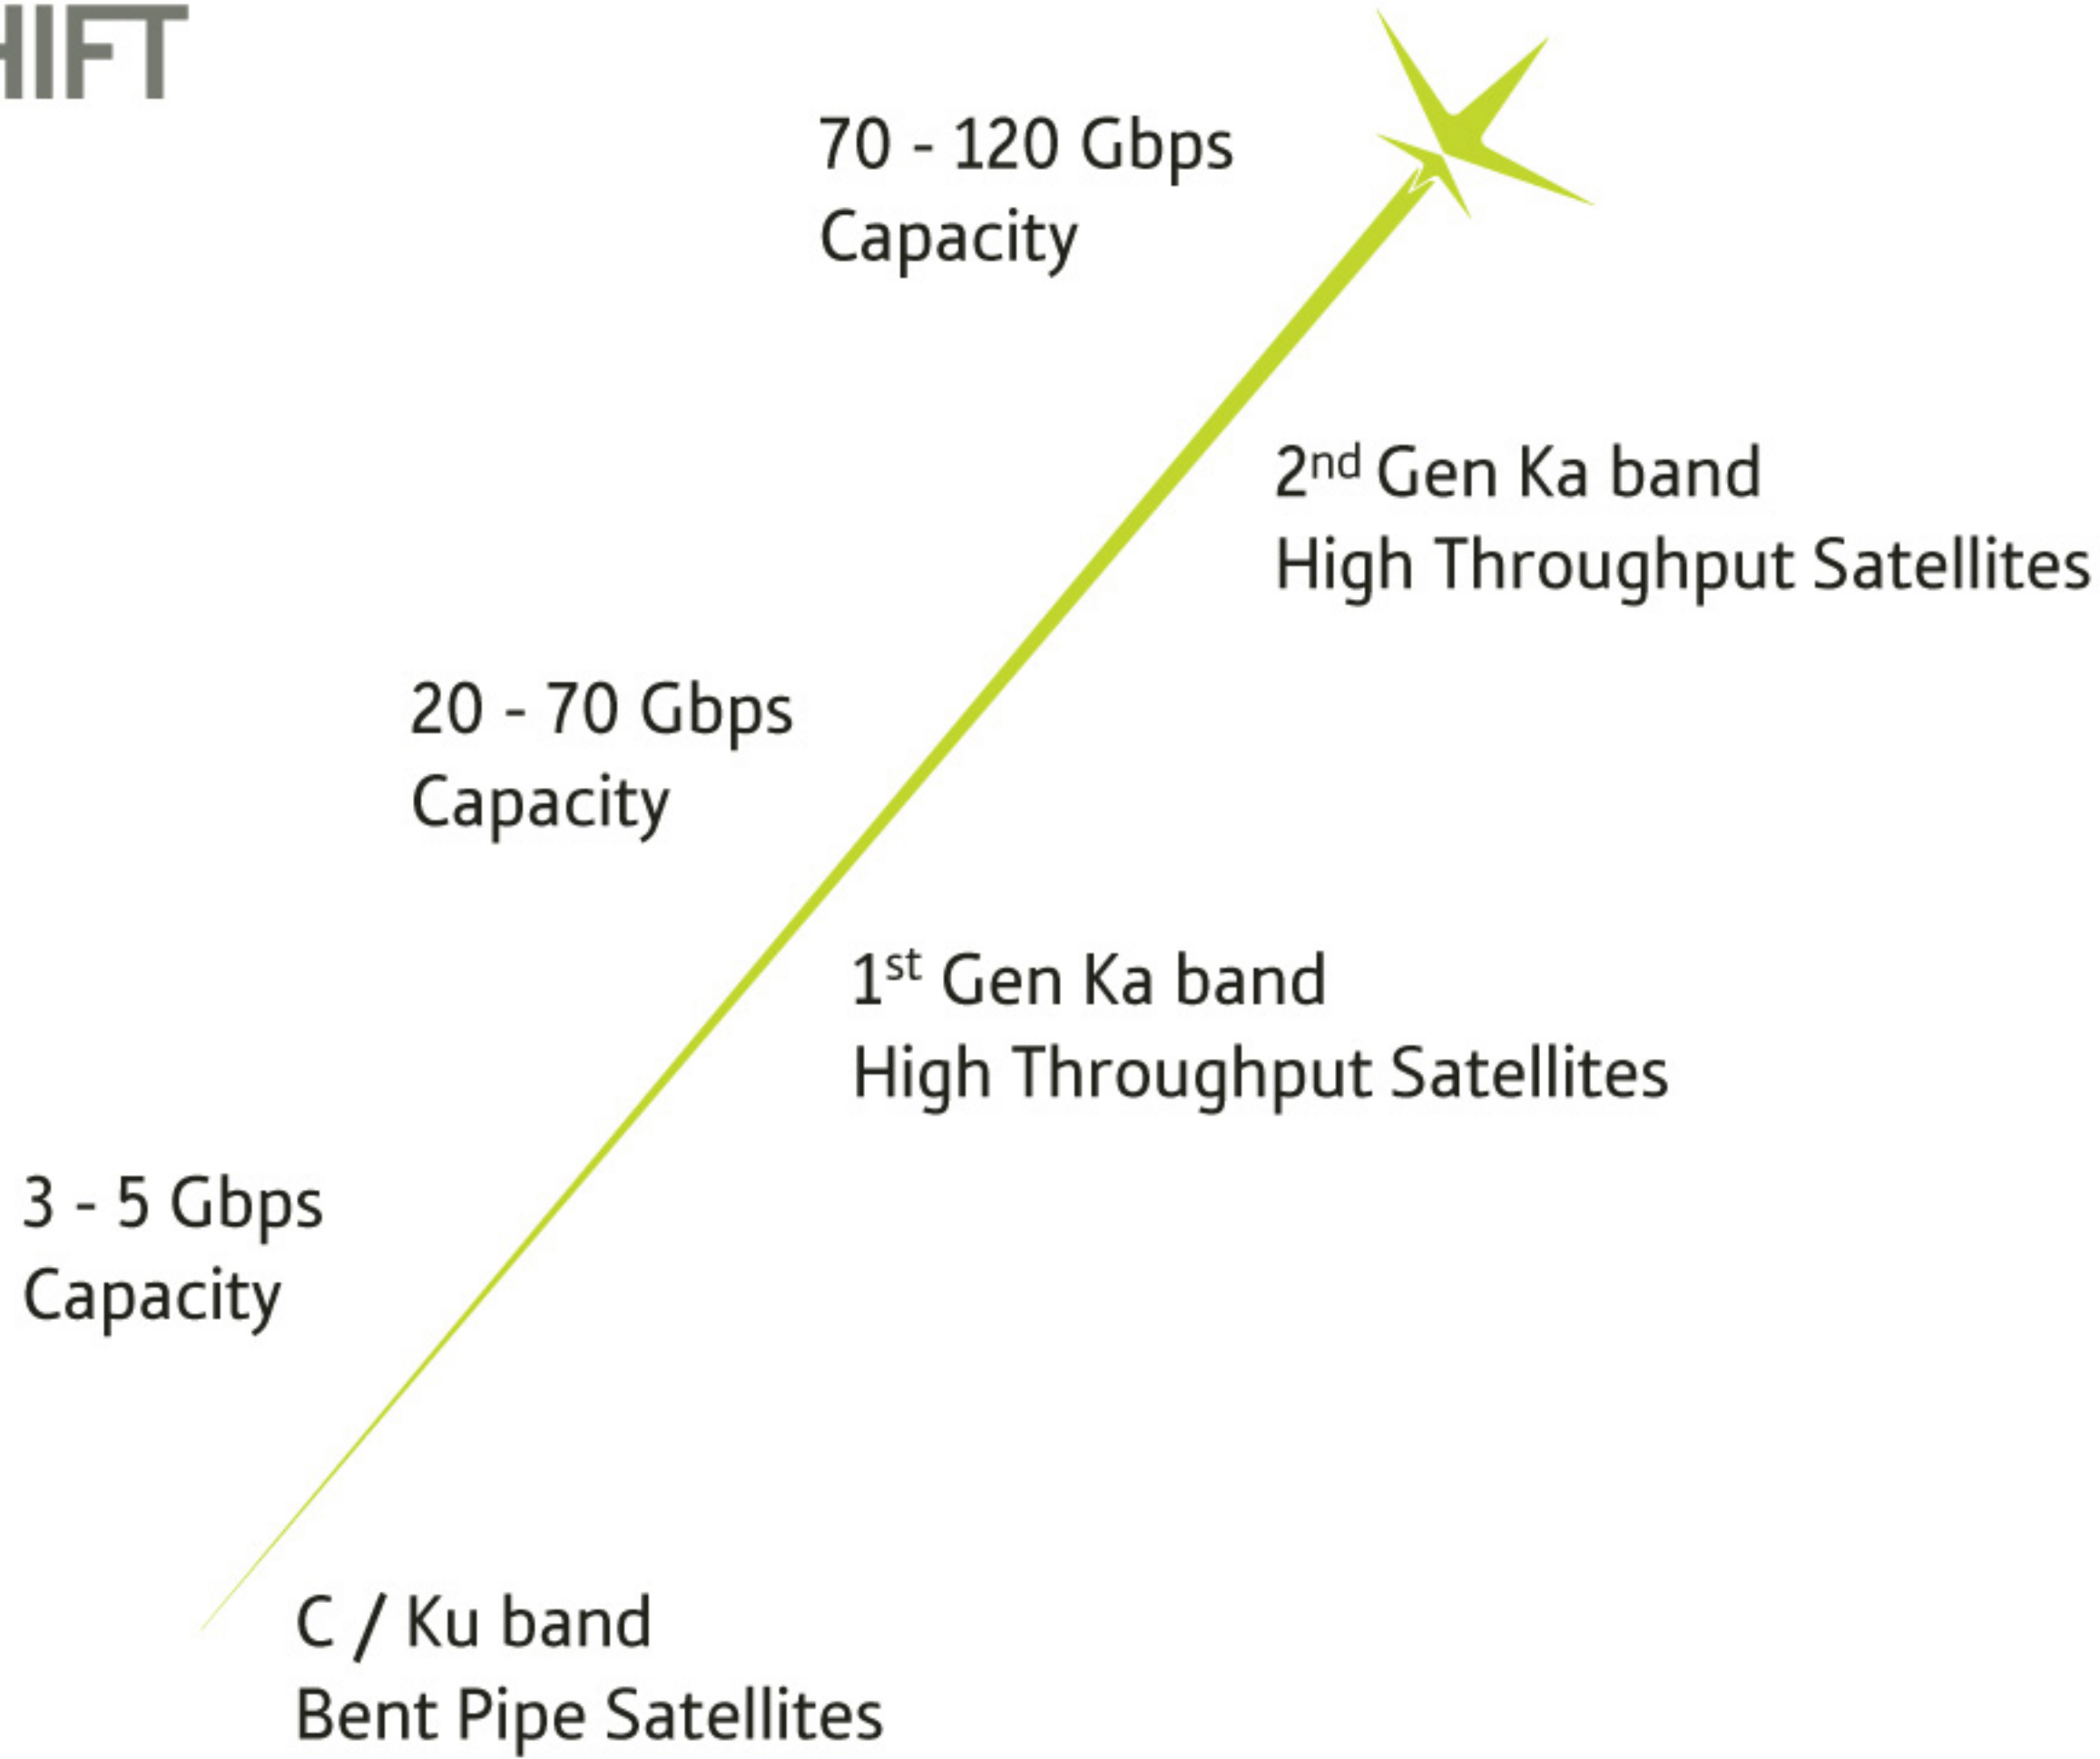 HIFT
70 - 120 Gbps
Capacity
2nd Gen Ka band
High Throughput Satellites
20 - 70 Gbps
Capacity
1st Gen Ka band
High Throughput Satellites
3 - 5 Gbps
Capacity
C / Ku band
Bent Pipe Satellites